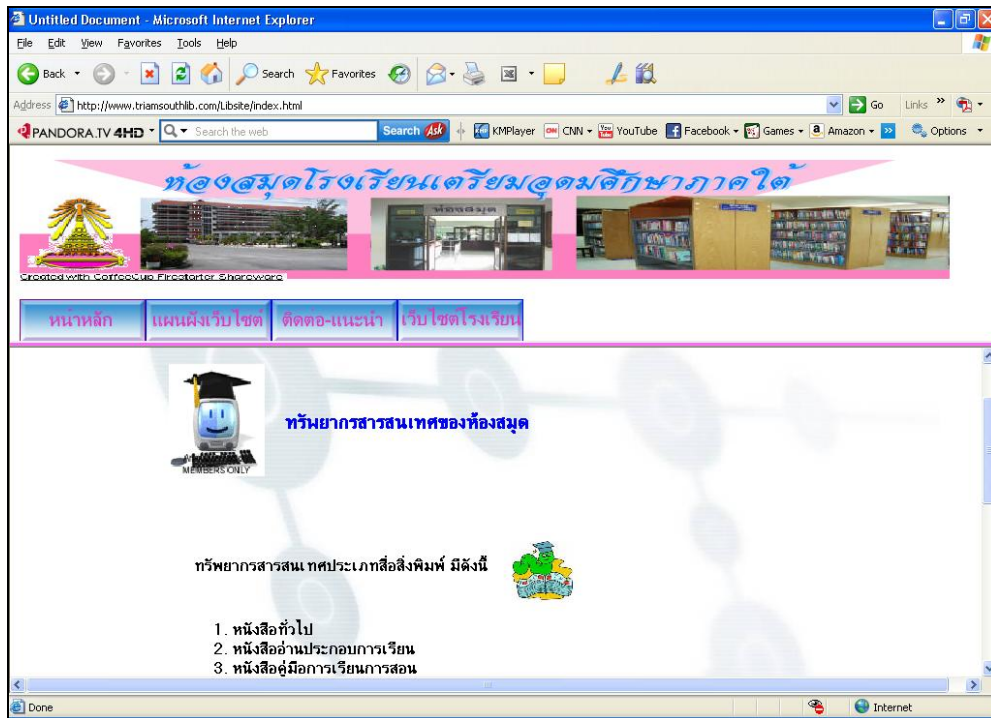 Untitled Document - Microsoft Internet Explorer
File Edit View Favorites Tools Help
Back Search Favorites
Address http://www.triamsouthlib.com/Libsite/index.html Go Links »
PANDORA.TV 4HD Search the web Search Ask KMPlayer CNN YouTube Facebook Games a Amazon » Options
ห้องสมุดโรงเรียนเตรียมอุดมศึกษาภาคใต้
ห้องสมุด
Created with CoffeeCup Firestarter Shareware
หน้าหลัก แผนผังเว็บไซต์ ติดต่อ-แนะนำ เว็บไซต์โรงเรียน
ทรัพยากรสารสนเทศของห้องสมุด
MEMBERS ONLY
ทรัพยากรสารสนเทศประเภทสื่อสิ่งพิมพ์ มีดังนี้
1. หนังสือทั่วไป
2. หนังสืออ่านประกอบการเรียน
3. หนังสือคู่มือการเรียนการสอน
Done Internet